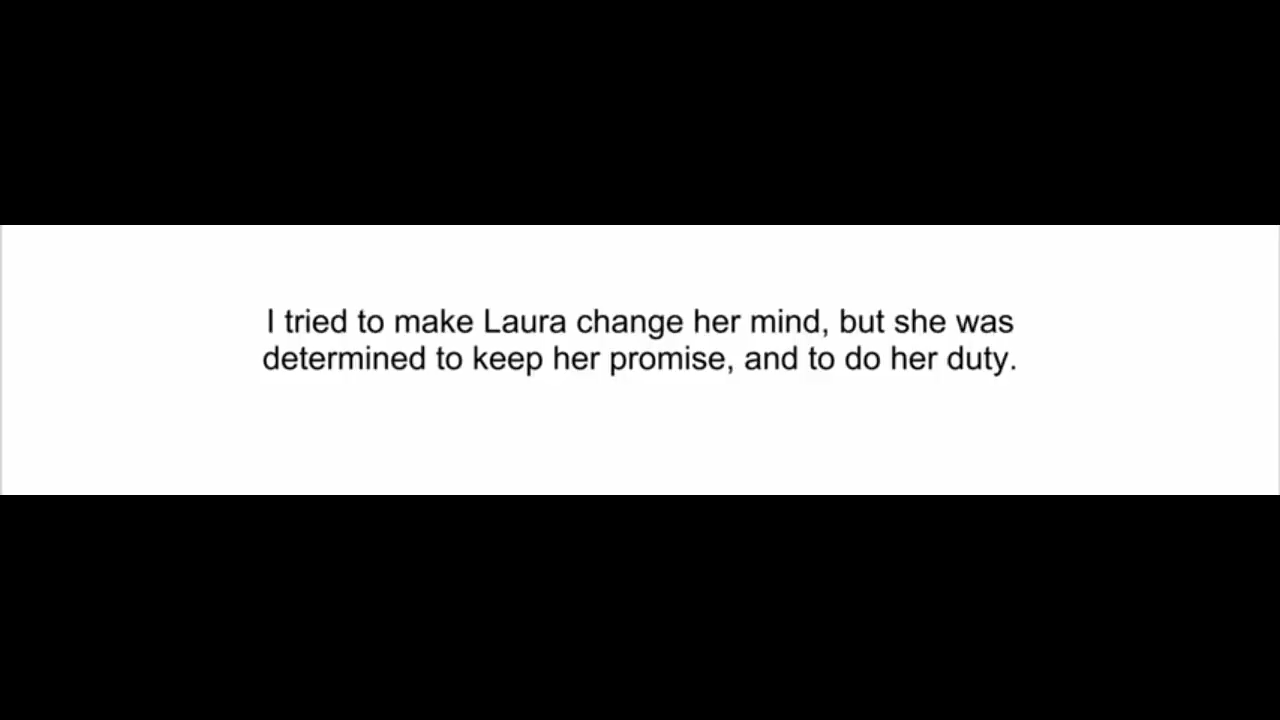 I tried to make Laura change her mind, but she was
determined to keep her promise, and to do her duty.